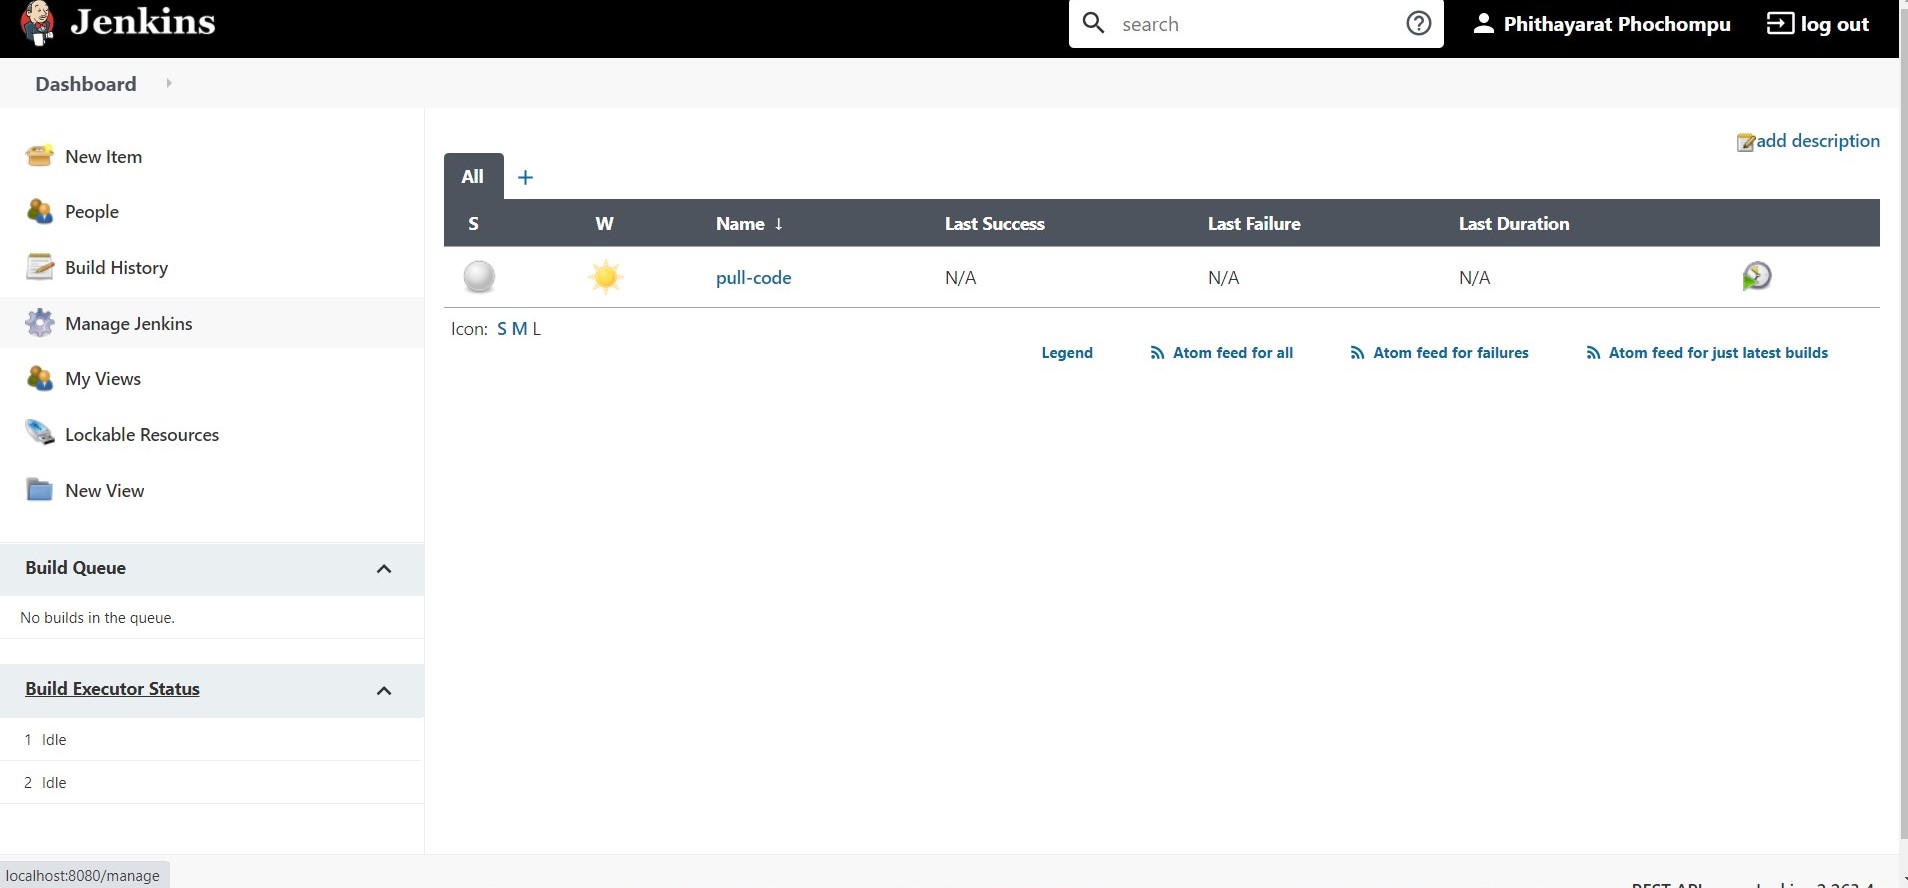 Jenkins
search
Phithayarat Phochompu
log out
Dashboard
New Item
People
Build History
Manage Jenkins
My Views
Lockable Resources
New View
Build Queue
No builds in the queue.
Build Executor Status
1 Idle
2 Idle
add description
All +
S W Name ↓ Last Success Last Failure Last Duration
pull-code N/A N/A N/A
Icon: S M L
Legend Atom feed for all Atom feed for failures Atom feed for just latest builds
localhost:8080/manage